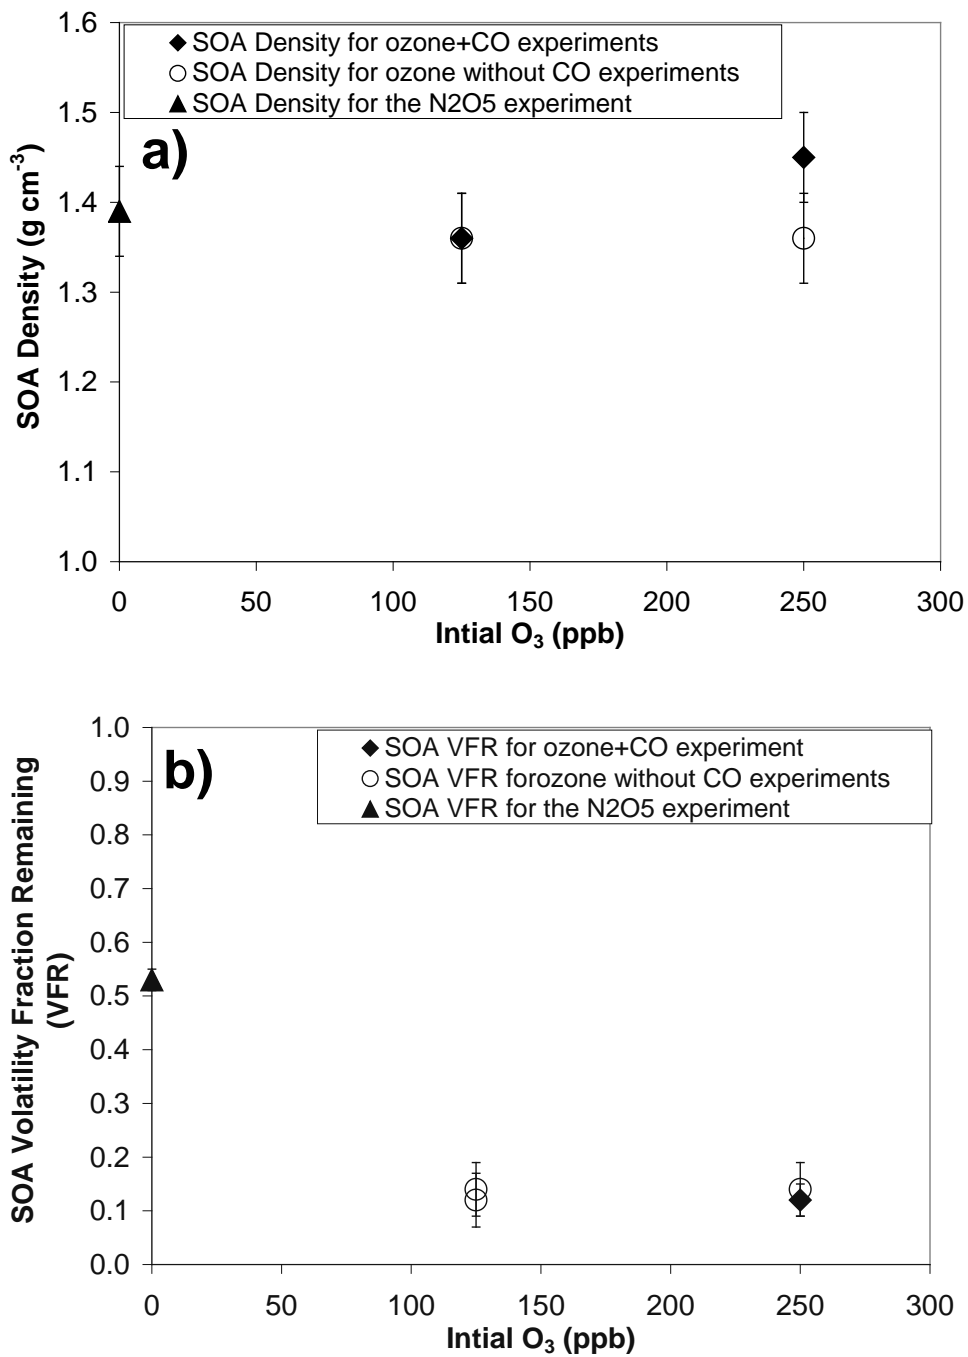 1.6
SOA Density for ozone+CO experiments
SOA Density for ozone without CO experiments
SOA Density for the N2O5 experiment
a)
1.5
1.4
1.3
1.2
1.1
1.0
SOA Density (g cm⁻³)
0 50 100 150 200 250 300
Intial O₃ (ppb)
1.0
SOA VFR for ozone+CO experiment
SOA VFR forozone without CO experiments
SOA VFR for the N2O5 experiment
b)
0.9
0.8
0.7
0.6
0.5
0.4
0.3
0.2
0.1
0.0
SOA Volatility Fraction Remaining
(VFR)
0 50 100 150 200 250 300
Intial O₃ (ppb)